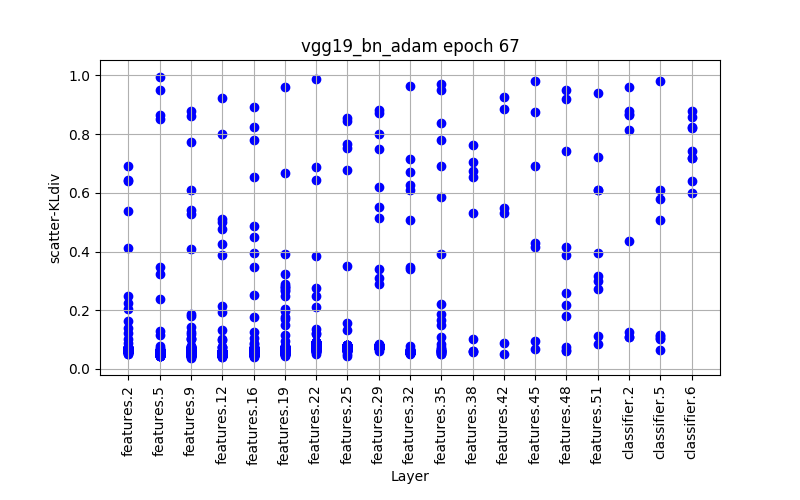 vgg19_bn_adam epoch 67
scatter-KLdiv
1.0
0.8
0.6
0.4
0.2
0.0
features.2
features.5
features.9
features.12
features.16
features.19
features.22
features.25
features.29
features.32
features.35
features.38
features.42
features.45
features.48
features.51
classifier.2
classifier.5
classifier.6
Layer